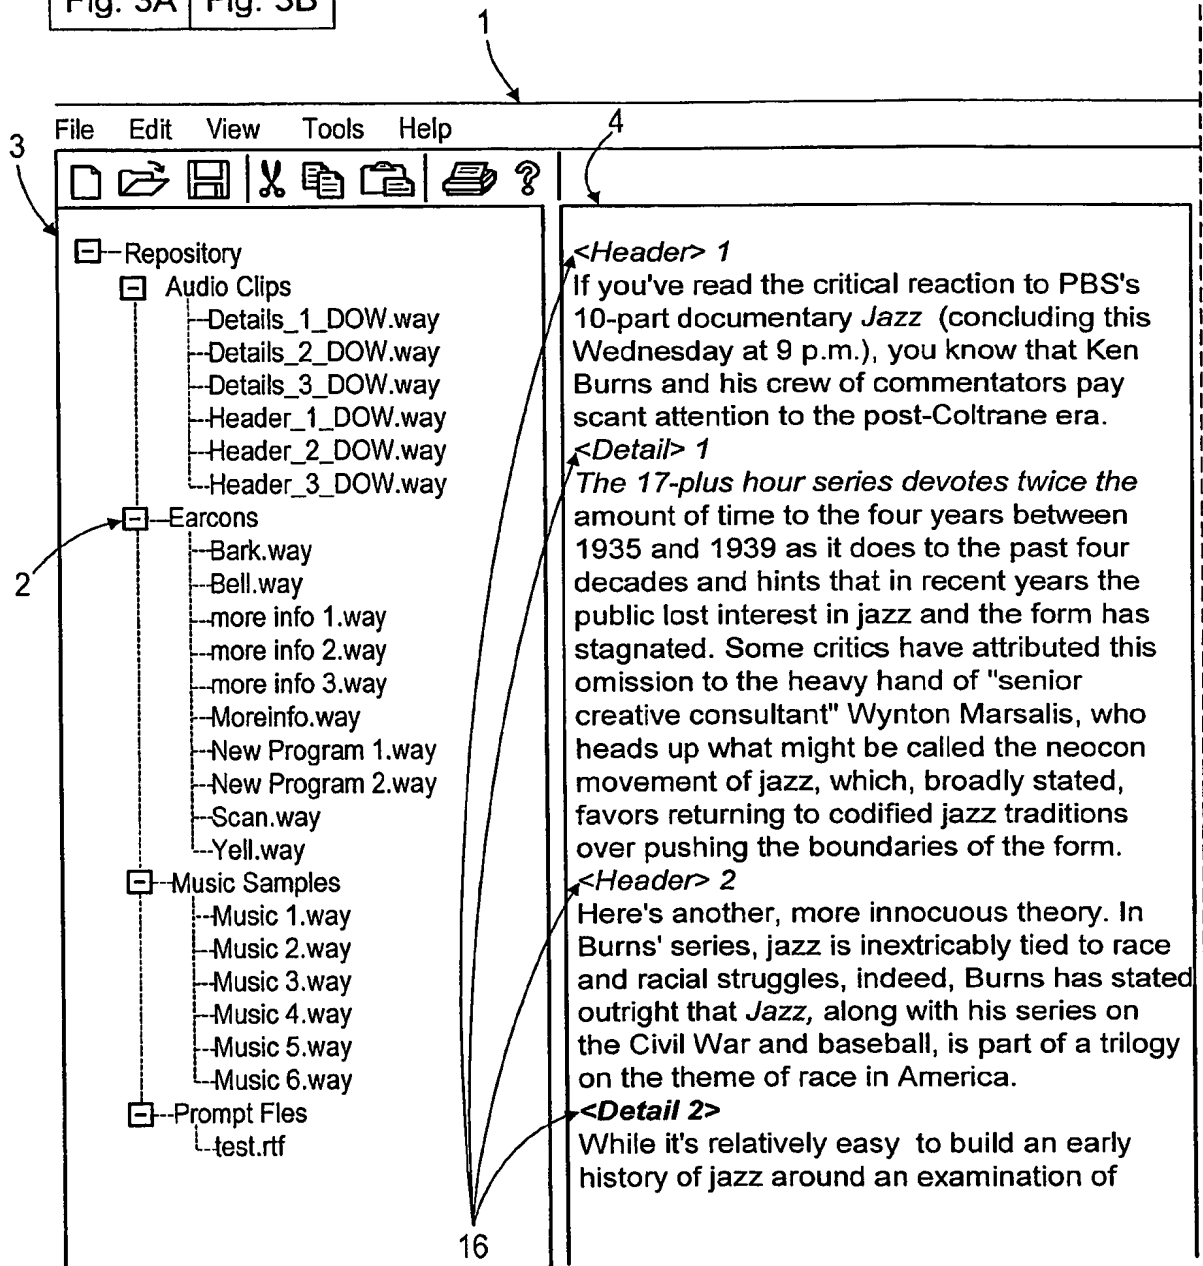 Fig. 3A Fig. 3B
1
File Edit View Tools Help
4
3
?
Repository
Audio Clips
Details_1_DOW.way
Details_2_DOW.way
Details_3_DOW.way
Header_1_DOW.way
Header_2_DOW.way
Header_3_DOW.way
Earcons
2
Bark.way
Bell.way
more info 1.way
more info 2.way
more info 3.way
Moreinfo.way
New Program 1.way
New Program 2.way
Scan.way
Yell.way
Music Samples
Music 1.way
Music 2.way
Music 3.way
Music 4.way
Music 5.way
Music 6.way
Prompt Fles
test.rtf
<Header> 1
If you've read the critical reaction to PBS's
10-part documentary Jazz (concluding this
Wednesday at 9 p.m.), you know that Ken
Burns and his crew of commentators pay
scant attention to the post-Coltrane era.
<Detail> 1
The 17-plus hour series devotes twice the
amount of time to the four years between
1935 and 1939 as it does to the past four
decades and hints that in recent years the
public lost interest in jazz and the form has
stagnated. Some critics have attributed this
omission to the heavy hand of "senior
creative consultant" Wynton Marsalis, who
heads up what might be called the neocon
movement of jazz, which, broadly stated,
favors returning to codified jazz traditions
over pushing the boundaries of the form.
<Header> 2
Here's another, more innocuous theory. In
Burns' series, jazz is inextricably tied to race
and racial struggles, indeed, Burns has stated
outright that Jazz, along with his series on
the Civil War and baseball, is part of a trilogy
on the theme of race in America.
<Detail 2>
While it's relatively easy to build an early
history of jazz around an examination of
16